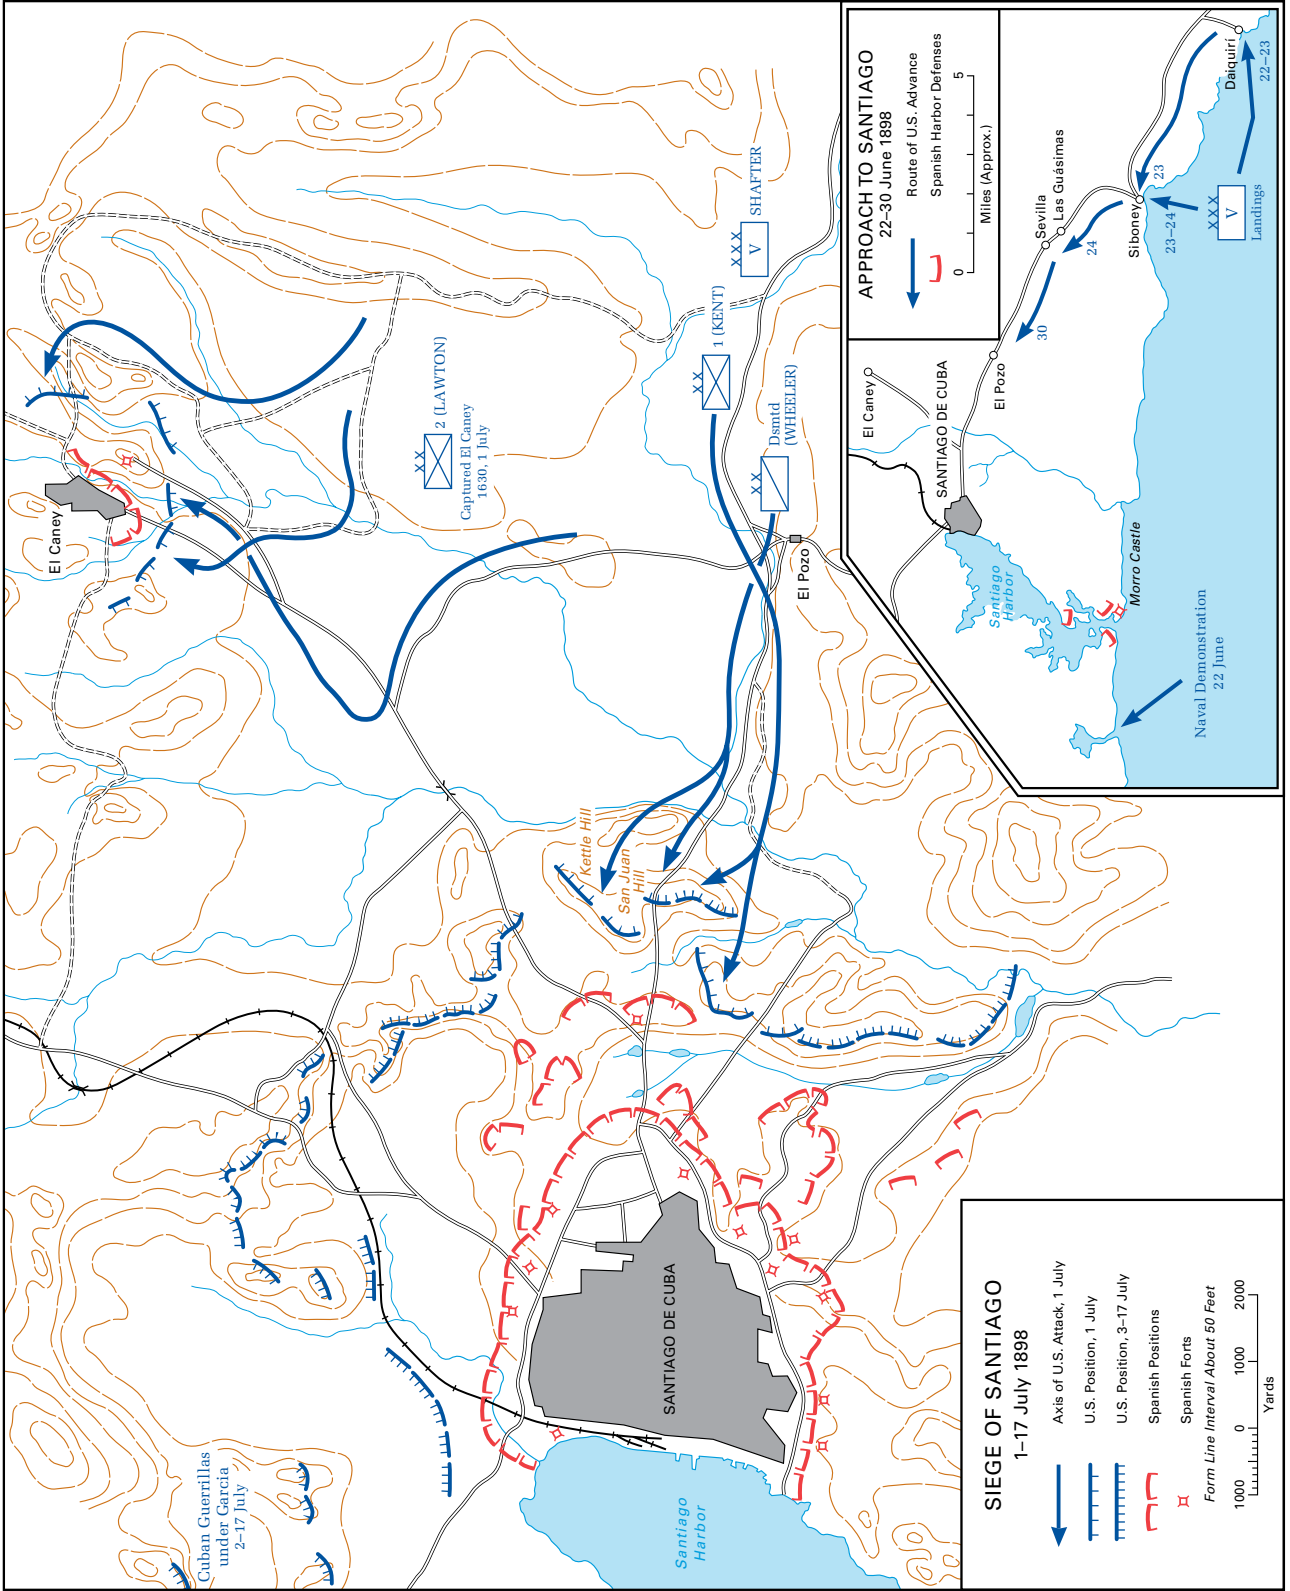 El Caney
2 (LAWTON)
Captured El Caney
1630, 1 July
SHAFTER
X X X
V
1 (KENT)
X X
X X
Dsmtd
(WHEELER)
X X
El Pozo
Kettle Hill
San Juan
Hill
SANTIAGO DE CUBA
Santiago
Harbor
Cuban Guerrillas
under Garcia
2–17 July
APPROACH TO SANTIAGO
22–30 June 1898
Route of U.S. Advance
Spanish Harbor Defenses
0
5
Miles (Approx.)
Daiquirí
22–23
23
Siboney
23–24
X X X
V
Landings
24
Las Guásimas
Sevilla
30
El Pozo
El Caney
SANTIAGO DE CUBA
Santiago
Harbor
Morro Castle
Naval Demonstration
22 June
SIEGE OF SANTIAGO
1–17 July 1898
Axis of U.S. Attack, 1 July
U.S. Position, 1 July
U.S. Position, 3–17 July
Spanish Positions
Spanish Forts
Form Line Interval About 50 Feet
1000
0
1000
2000
Yards